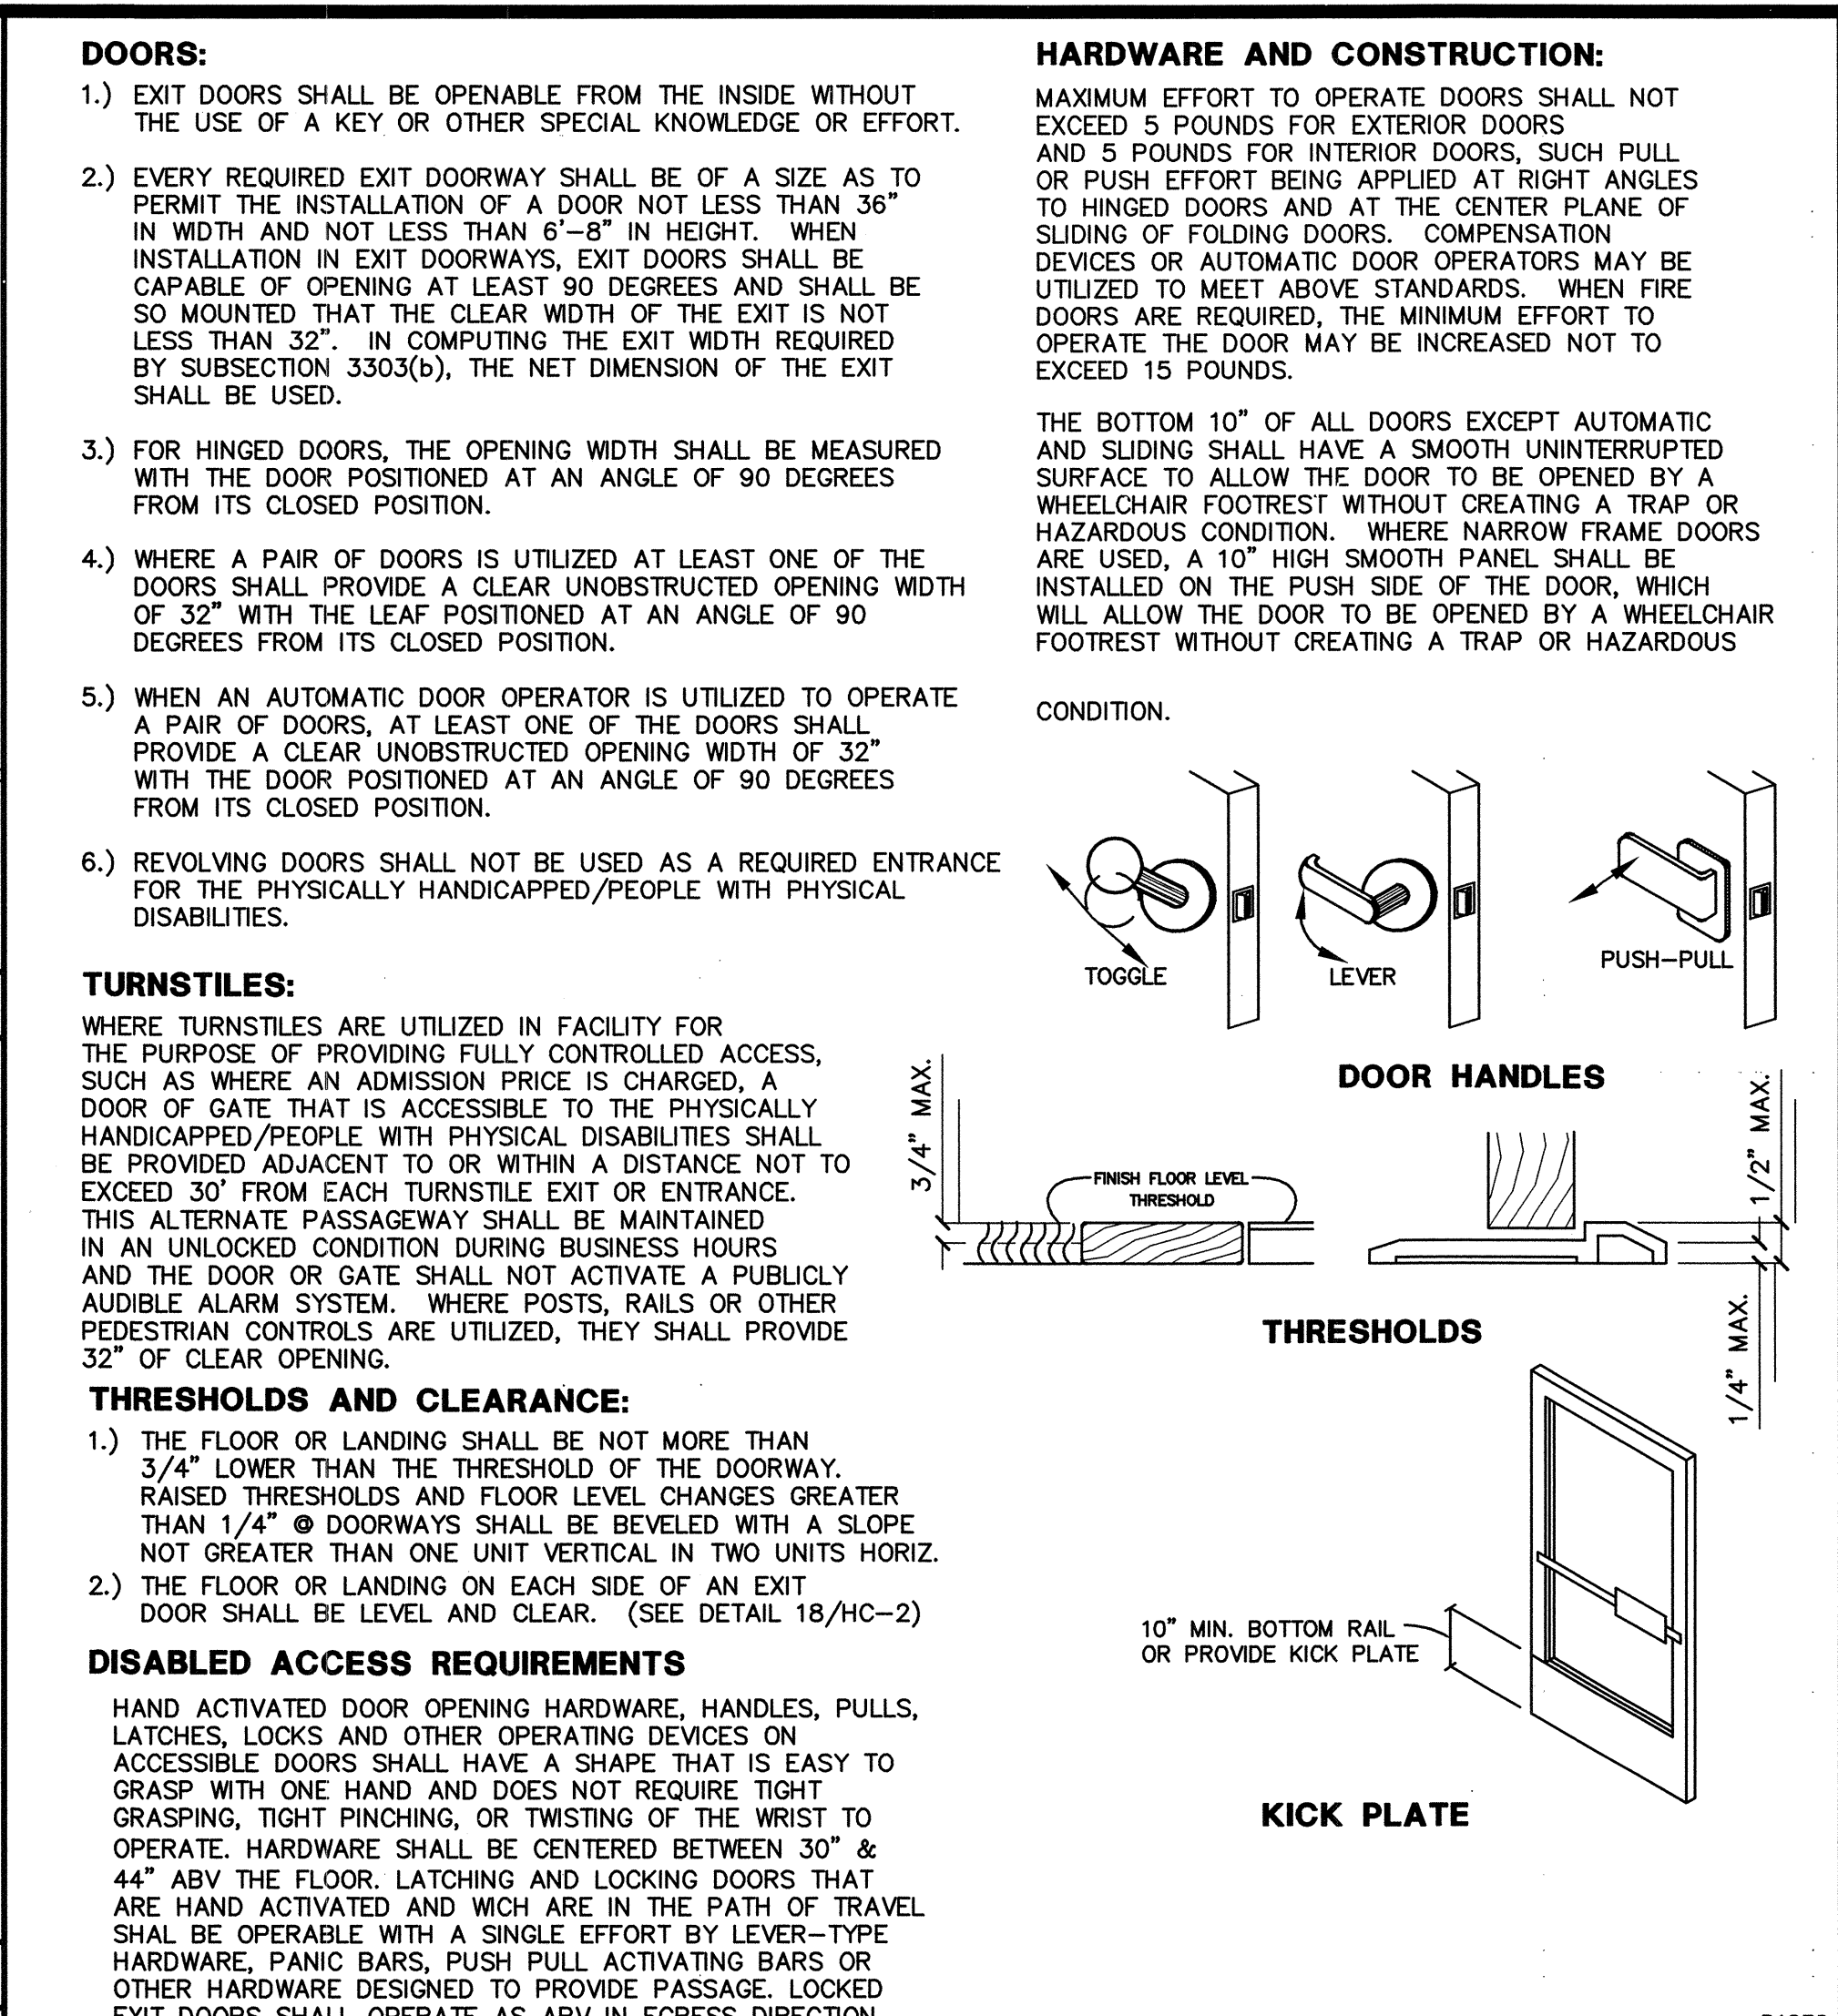 DOORS:
1.) EXIT DOORS SHALL BE OPENABLE FROM THE INSIDE WITHOUT
THE USE OF A KEY OR OTHER SPECIAL KNOWLEDGE OR EFFORT.
2.) EVERY REQUIRED EXIT DOORWAY SHALL BE OF A SIZE AS TO
PERMIT THE INSTALLATION OF A DOOR NOT LESS THAN 36"
IN WIDTH AND NOT LESS THAN 6'-8" IN HEIGHT. WHEN
INSTALLATION IN EXIT DOORWAYS, EXIT DOORS SHALL BE
CAPABLE OF OPENING AT LEAST 90 DEGREES AND SHALL BE
SO MOUNTED THAT THE CLEAR WIDTH OF THE EXIT IS NOT
LESS THAN 32". IN COMPUTING THE EXIT WIDTH REQUIRED
BY SUBSECTION 3303(b), THE NET DIMENSION OF THE EXIT
SHALL BE USED.
3.) FOR HINGED DOORS, THE OPENING WIDTH SHALL BE MEASURED
WITH THE DOOR POSITIONED AT AN ANGLE OF 90 DEGREES
FROM ITS CLOSED POSITION.
4.) WHERE A PAIR OF DOORS IS UTILIZED AT LEAST ONE OF THE
DOORS SHALL PROVIDE A CLEAR UNOBSTRUCTED OPENING WIDTH
OF 32" WITH THE LEAF POSITIONED AT AN ANGLE OF 90
DEGREES FROM ITS CLOSED POSITION.
5.) WHEN AN AUTOMATIC DOOR OPERATOR IS UTILIZED TO OPERATE
A PAIR OF DOORS, AT LEAST ONE OF THE DOORS SHALL
PROVIDE A CLEAR UNOBSTRUCTED OPENING WIDTH OF 32"
WITH THE DOOR POSITIONED AT AN ANGLE OF 90 DEGREES
FROM ITS CLOSED POSITION.
6.) REVOLVING DOORS SHALL NOT BE USED AS A REQUIRED ENTRANCE
FOR THE PHYSICALLY HANDICAPPED/PEOPLE WITH PHYSICAL
DISABILITIES.
TURNSTILES:
WHERE TURNSTILES ARE UTILIZED IN FACILITY FOR
THE PURPOSE OF PROVIDING FULLY CONTROLLED ACCESS,
SUCH AS WHERE AN ADMISSION PRICE IS CHARGED, A
DOOR OF GATE THAT IS ACCESSIBLE TO THE PHYSICALLY
HANDICAPPED/PEOPLE WITH PHYSICAL DISABILITIES SHALL
BE PROVIDED ADJACENT TO OR WITHIN A DISTANCE NOT TO
EXCEED 30' FROM EACH TURNSTILE EXIT OR ENTRANCE.
THIS ALTERNATE PASSAGEWAY SHALL BE MAINTAINED
IN AN UNLOCKED CONDITION DURING BUSINESS HOURS
AND THE DOOR OR GATE SHALL NOT ACTIVATE A PUBLICLY
AUDIBLE ALARM SYSTEM. WHERE POSTS, RAILS OR OTHER
PEDESTRIAN CONTROLS ARE UTILIZED, THEY SHALL PROVIDE
32" OF CLEAR OPENING.
THRESHOLDS AND CLEARANCE:
1.) THE FLOOR OR LANDING SHALL BE NOT MORE THAN
3/4" LOWER THAN THE THRESHOLD OF THE DOORWAY.
RAISED THRESHOLDS AND FLOOR LEVEL CHANGES GREATER
THAN 1/4" @ DOORWAYS SHALL BE BEVELED WITH A SLOPE
NOT GREATER THAN ONE UNIT VERTICAL IN TWO UNITS HORIZ.
2.) THE FLOOR OR LANDING ON EACH SIDE OF AN EXIT
DOOR SHALL BE LEVEL AND CLEAR. (SEE DETAIL 18/HC-2)
DISABLED ACCESS REQUIREMENTS
HAND ACTIVATED DOOR OPENING HARDWARE, HANDLES, PULLS,
LATCHES, LOCKS AND OTHER OPERATING DEVICES ON
ACCESSIBLE DOORS SHALL HAVE A SHAPE THAT IS EASY TO
GRASP WITH ONE HAND AND DOES NOT REQUIRE TIGHT
GRASPING, TIGHT PINCHING, OR TWISTING OF THE WRIST TO
OPERATE. HARDWARE SHALL BE CENTERED BETWEEN 30" &
44" ABV THE FLOOR. LATCHING AND LOCKING DOORS THAT
ARE HAND ACTIVATED AND WICH ARE IN THE PATH OF TRAVEL
SHAL BE OPERABLE WITH A SINGLE EFFORT BY LEVER-TYPE
HARDWARE, PANIC BARS, PUSH PULL ACTIVATING BARS OR
OTHER HARDWARE DESIGNED TO PROVIDE PASSAGE. LOCKED
EXIT DOORS SHALL OPERATE AS ABV IN EGRESS DIRECTION
HARDWARE AND CONSTRUCTION:
MAXIMUM EFFORT TO OPERATE DOORS SHALL NOT
EXCEED 5 POUNDS FOR EXTERIOR DOORS
AND 5 POUNDS FOR INTERIOR DOORS, SUCH PULL
OR PUSH EFFORT BEING APPLIED AT RIGHT ANGLES
TO HINGED DOORS AND AT THE CENTER PLANE OF
SLIDING OF FOLDING DOORS. COMPENSATION
DEVICES OR AUTOMATIC DOOR OPERATORS MAY BE
UTILIZED TO MEET ABOVE STANDARDS. WHEN FIRE
DOORS ARE REQUIRED, THE MINIMUM EFFORT TO
OPERATE THE DOOR MAY BE INCREASED NOT TO
EXCEED 15 POUNDS.
THE BOTTOM 10" OF ALL DOORS EXCEPT AUTOMATIC
AND SLIDING SHALL HAVE A SMOOTH UNINTERRUPTED
SURFACE TO ALLOW THE DOOR TO BE OPENED BY A
WHEELCHAIR FOOTREST WITHOUT CREATING A TRAP OR
HAZARDOUS CONDITION. WHERE NARROW FRAME DOORS
ARE USED, A 10" HIGH SMOOTH PANEL SHALL BE
INSTALLED ON THE PUSH SIDE OF THE DOOR, WHICH
WILL ALLOW THE DOOR TO BE OPENED BY A WHEELCHAIR
FOOTREST WITHOUT CREATING A TRAP OR HAZARDOUS
CONDITION.
TOGGLE
LEVER
PUSH-PULL
DOOR HANDLES
3/4" MAX.
FINISH FLOOR LEVEL
THRESHOLD
1/2" MAX.
1/4" MAX.
THRESHOLDS
10" MIN. BOTTOM RAIL
OR PROVIDE KICK PLATE
KICK PLATE